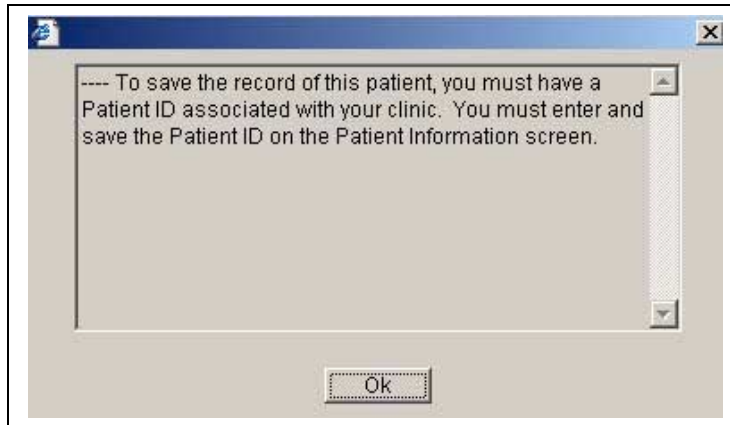 ---- To save the record of this patient, you must have a
Patient ID associated with your clinic.  You must enter and
save the Patient ID on the Patient Information screen.
Ok